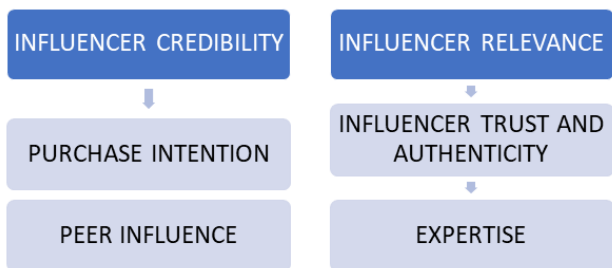 INFLUENCER CREDIBILITY
PURCHASE INTENTION
PEER INFLUENCE
INFLUENCER RELEVANCE
INFLUENCER TRUST AND
AUTHENTICITY
EXPERTISE